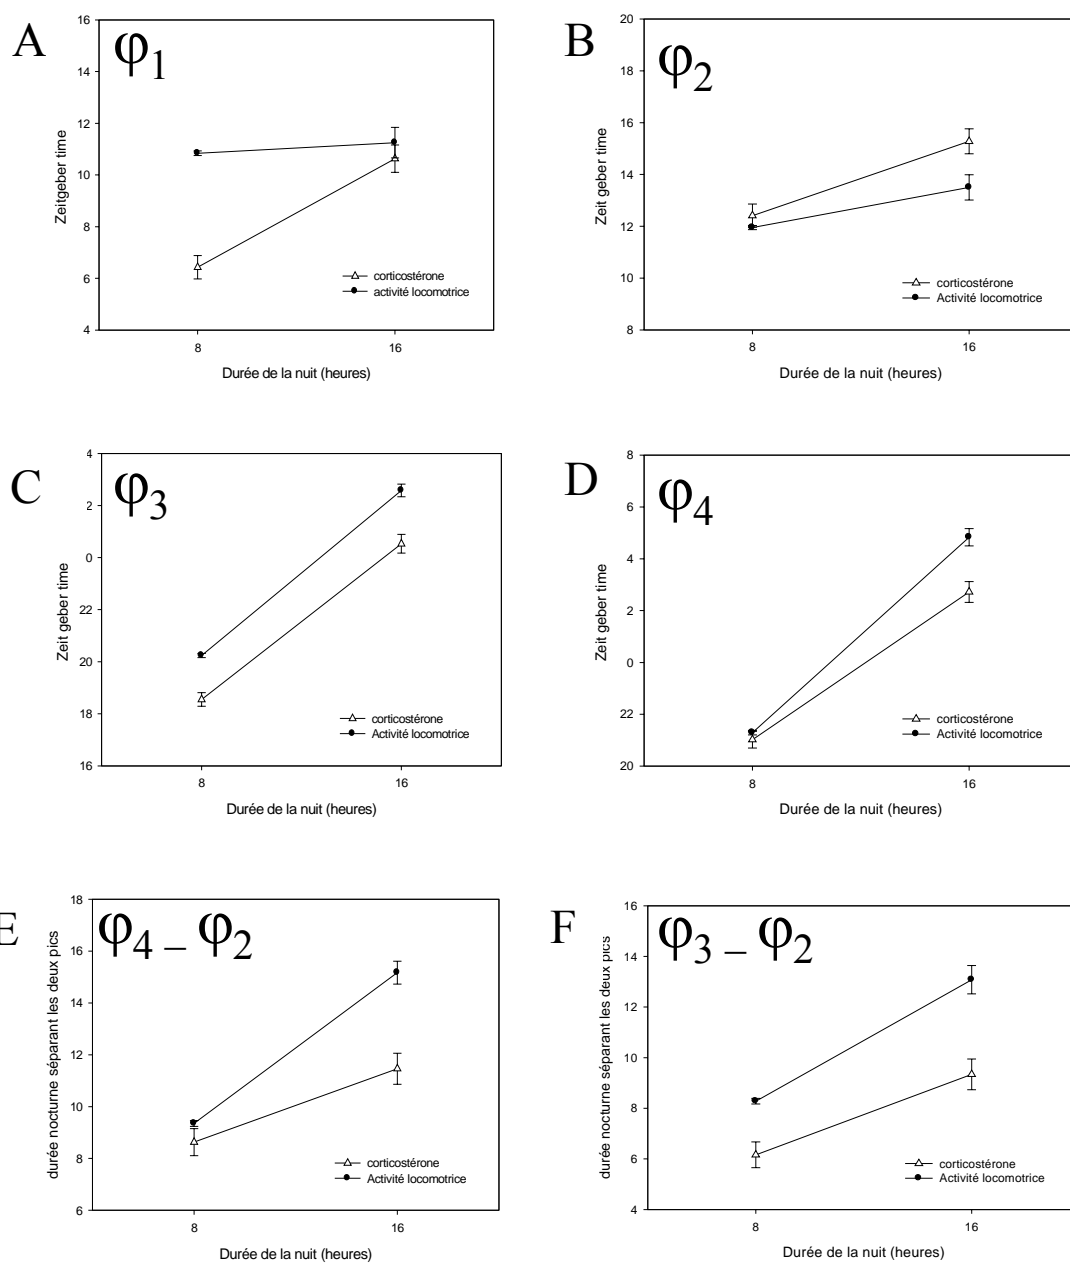 A
φ1
16
14
12
10
8
6
4
Zeitgeber time
corticostérone
activité locomotrice
8
16
Durée de la nuit (heures)
B
φ2
20
18
16
14
12
10
8
Zeit geber time
corticostérone
Activité locomotrice
8
16
Durée de la nuit (heures)
C
φ3
4
2
0
22
20
18
16
Zeit geber time
corticostérone
Activité locomotrice
8
16
Durée de la nuit (heures)
D
φ4
8
6
4
2
0
22
20
Zeit geber time
corticostérone
Activité locomotrice
8
16
Durée de la nuit (heures)
E
φ4 – φ2
18
16
14
12
10
8
6
durée nocturne séparant les deux pics
corticostérone
Activité locomotrice
8
16
Durée de la nuit (heures)
F
φ3 – φ2
16
14
12
10
8
6
4
durée nocturne séparant les deux pics
corticostérone
Activité locomotrice
8
16
Durée de la nuit (heures)